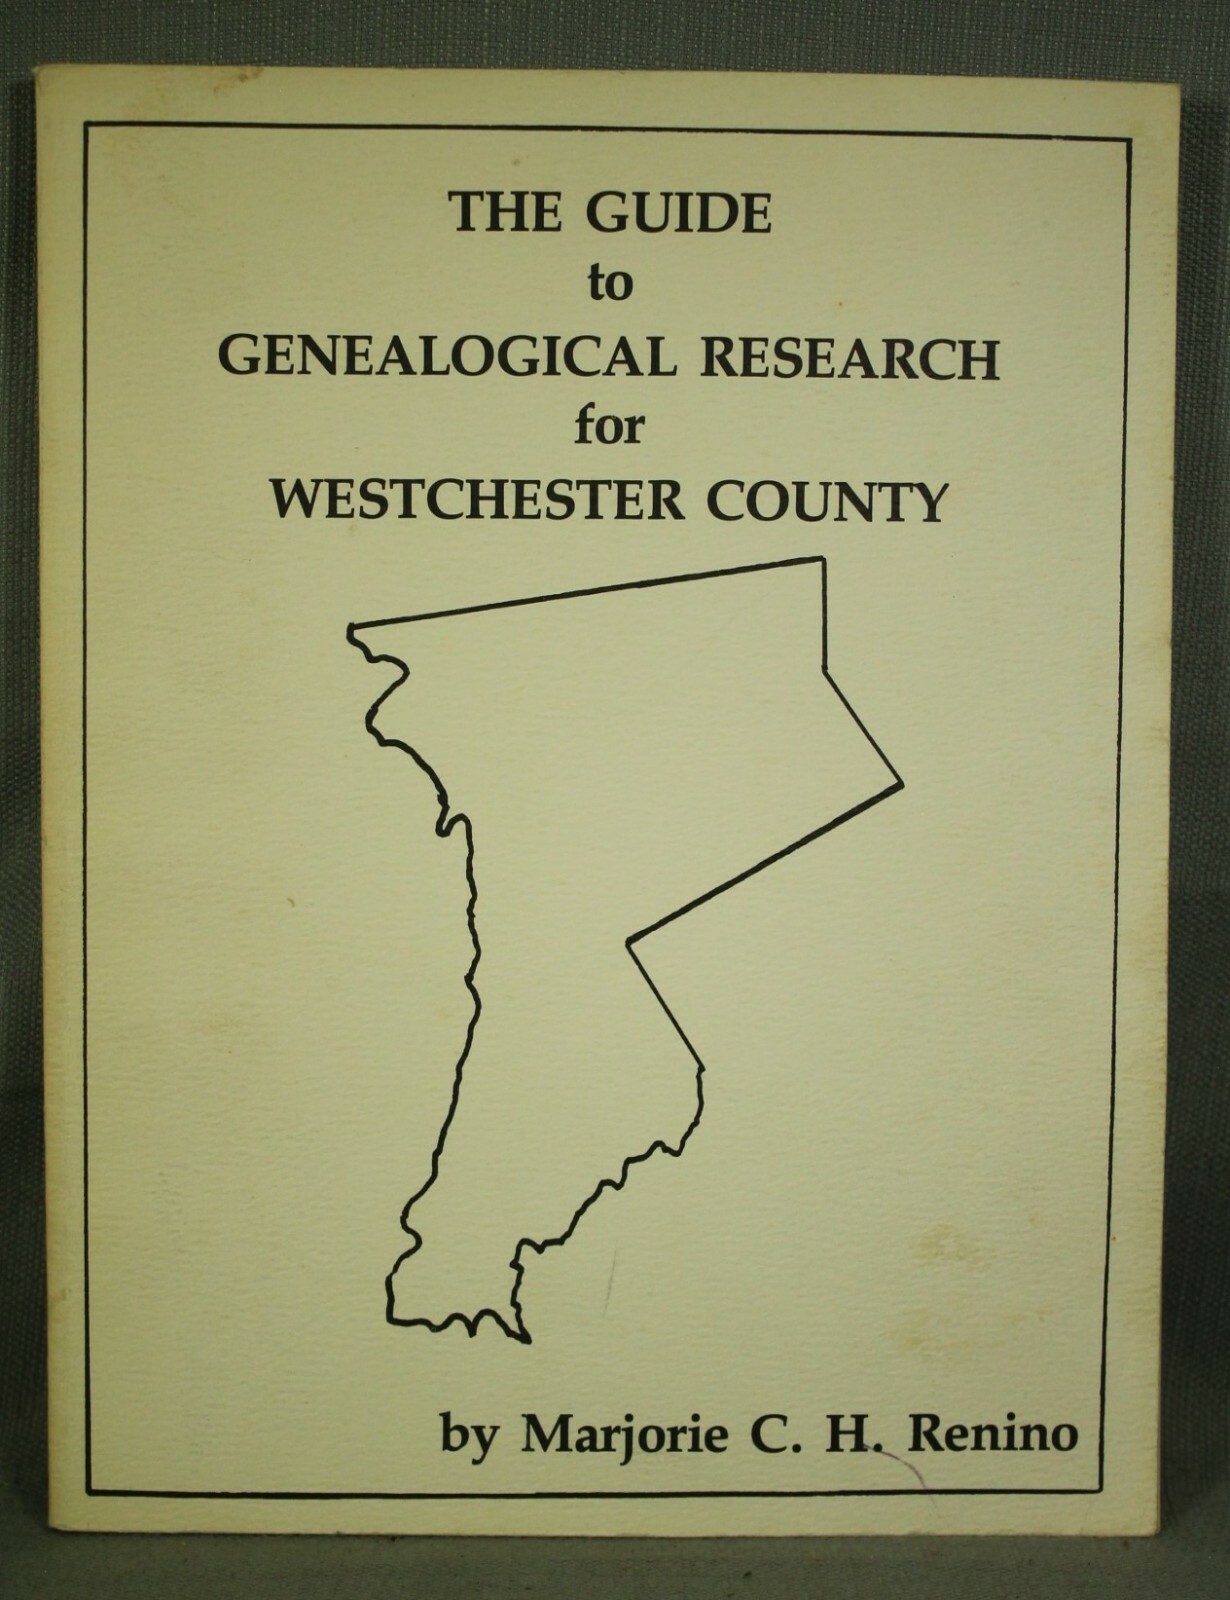 THE GUIDE
to
GENEALOGICAL RESEARCH
for
WESTCHESTER COUNTY
by Marjorie C. H. Renino